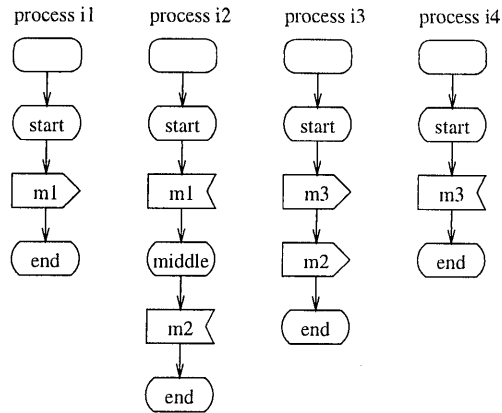 process i1
process i2
process i3
process i4
start
start
start
start
m1
m1
m3
m3
end
middle
m2
end
m2
end
end